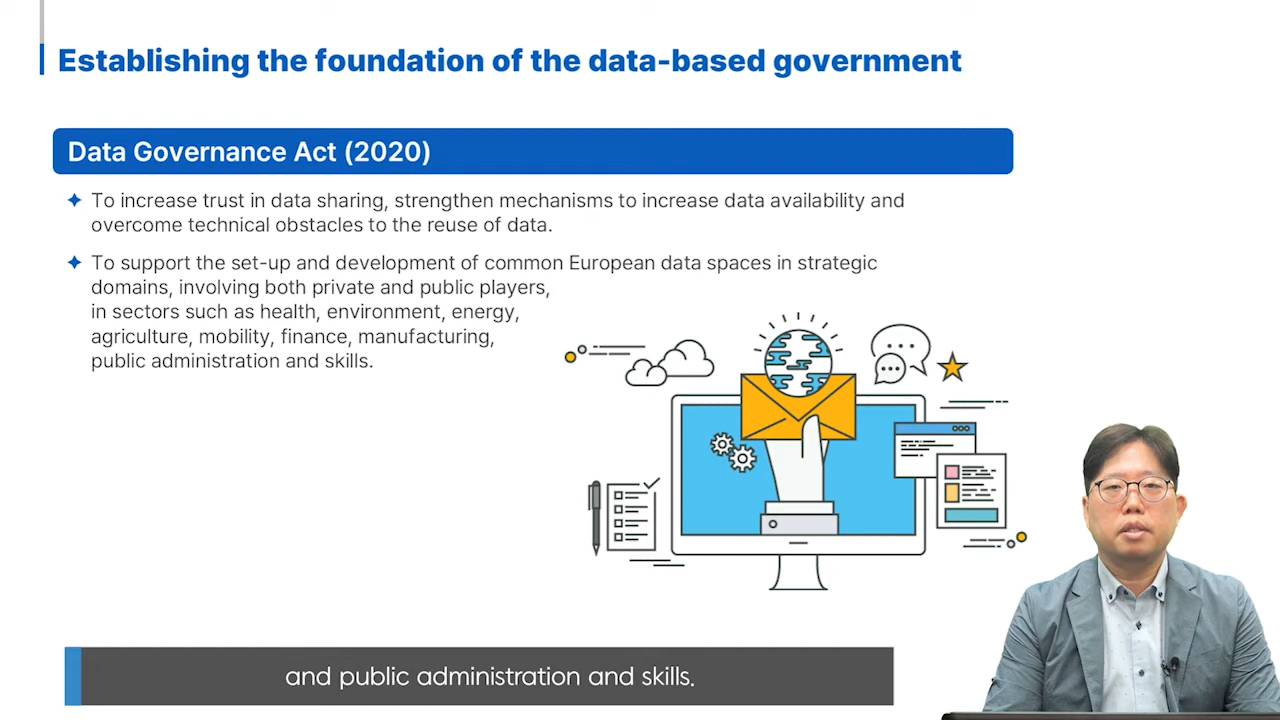 Establishing the foundation of the data-based government
Data Governance Act (2020)
To increase trust in data sharing, strengthen mechanisms to increase data availability and
overcome technical obstacles to the reuse of data.
To support the set-up and development of common European data spaces in strategic
domains, involving both private and public players,
in sectors such as health, environment, energy,
agriculture, mobility, finance, manufacturing,
public administration and skills.
and public administration and skills.